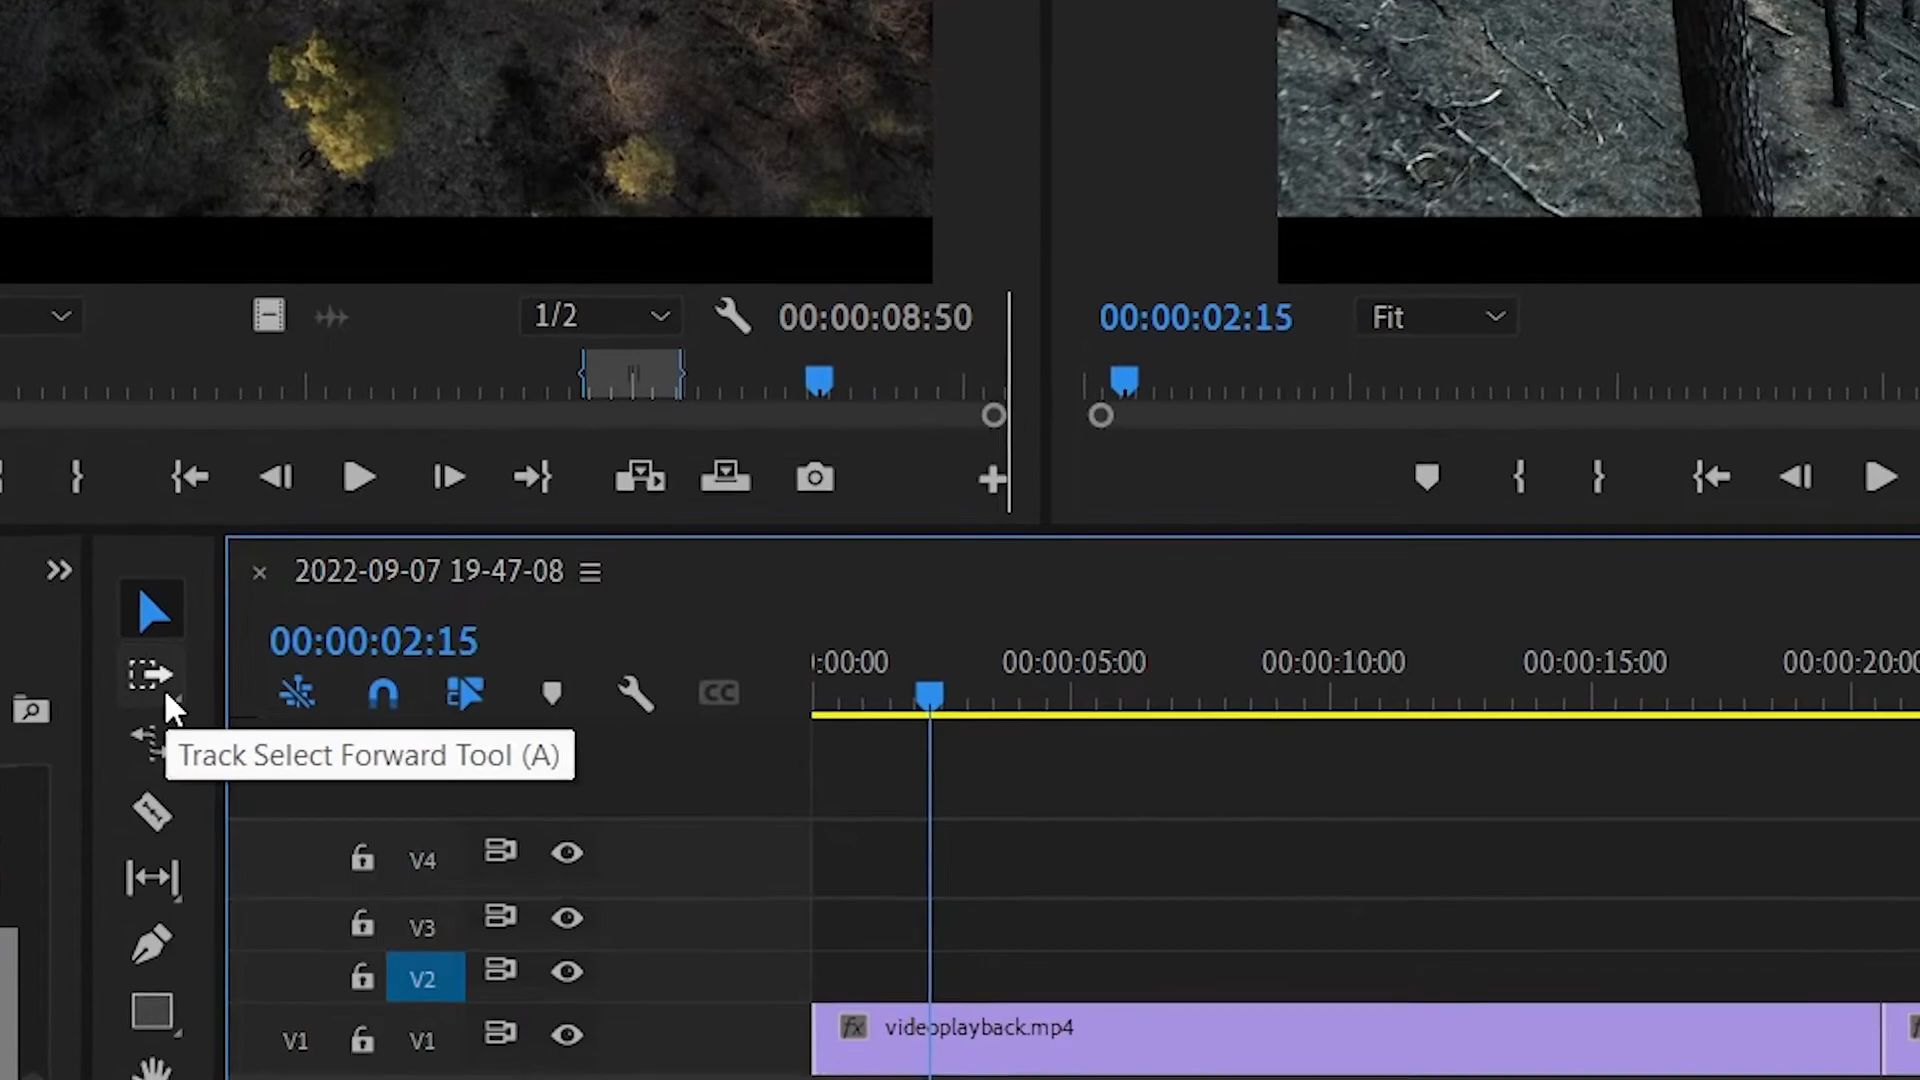 1/2
00:00:08:50
00:00:02:15
Fit
2022-09-07 19-47-08
00:00:02:15
:00:00
00:00:05:00
00:00:10:00
00:00:15:00
00:00:20:00
CC
Track Select Forward Tool (A)
V4
V3
V2
V1
V1
fx
videoplayback.mp4